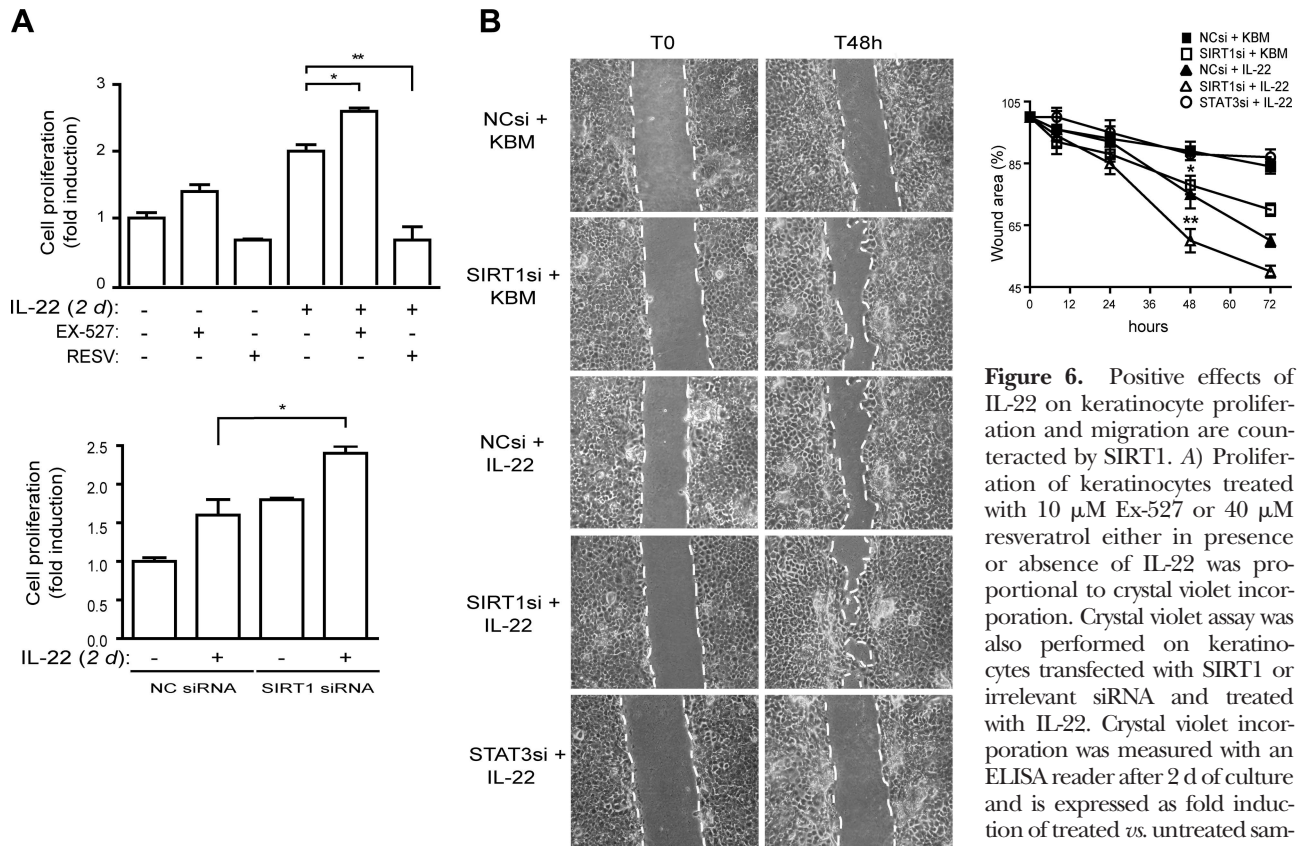 A
**
*
3
2
1
0
Cell proliferation
(fold induction)
IL-22 (2 d): - - - + + +
EX-527: - + - - + -
RESV: - - + - - +
*
2.5
2.0
1.5
1.0
0.5
0.0
Cell proliferation
(fold induction)
IL-22 (2 d): - + - +
NC siRNA SIRT1 siRNA
B
T0 T48h
NCsi +
KBM
SIRT1si +
KBM
NCsi +
IL-22
SIRT1si +
IL-22
STAT3si +
IL-22
NCsi + KBM
SIRT1si + KBM
NCsi + IL-22
SIRT1si + IL-22
STAT3si + IL-22
105
85
65
45
Wound area (%)
*
**
0 12 24 36 48 60 72
hours
Figure 6. Positive effects of
IL-22 on keratinocyte prolifer-
ation and migration are coun-
teracted by SIRT1. A) Prolifer-
ation of keratinocytes treated
with 10 μM Ex-527 or 40 μM
resveratrol either in presence
or absence of IL-22 was pro-
portional to crystal violet incor-
poration. Crystal violet assay was
also performed on keratino-
cytes transfected with SIRT1 or
irrelevant siRNA and treated
with IL-22. Crystal violet incor-
poration was measured with an
ELISA reader after 2 d of culture
and is expressed as fold induc-
tion of treated vs. untreated sam-